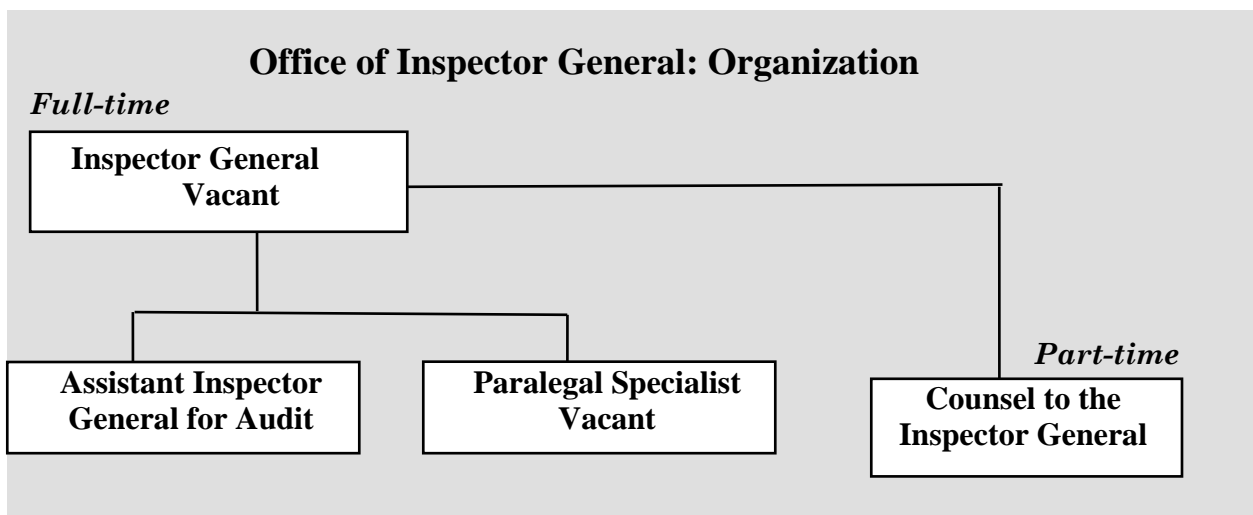 Office of Inspector General: Organization
Full-time
Inspector General
Vacant
Assistant Inspector
General for Audit
Paralegal Specialist
Vacant
Part-time
Counsel to the
Inspector General